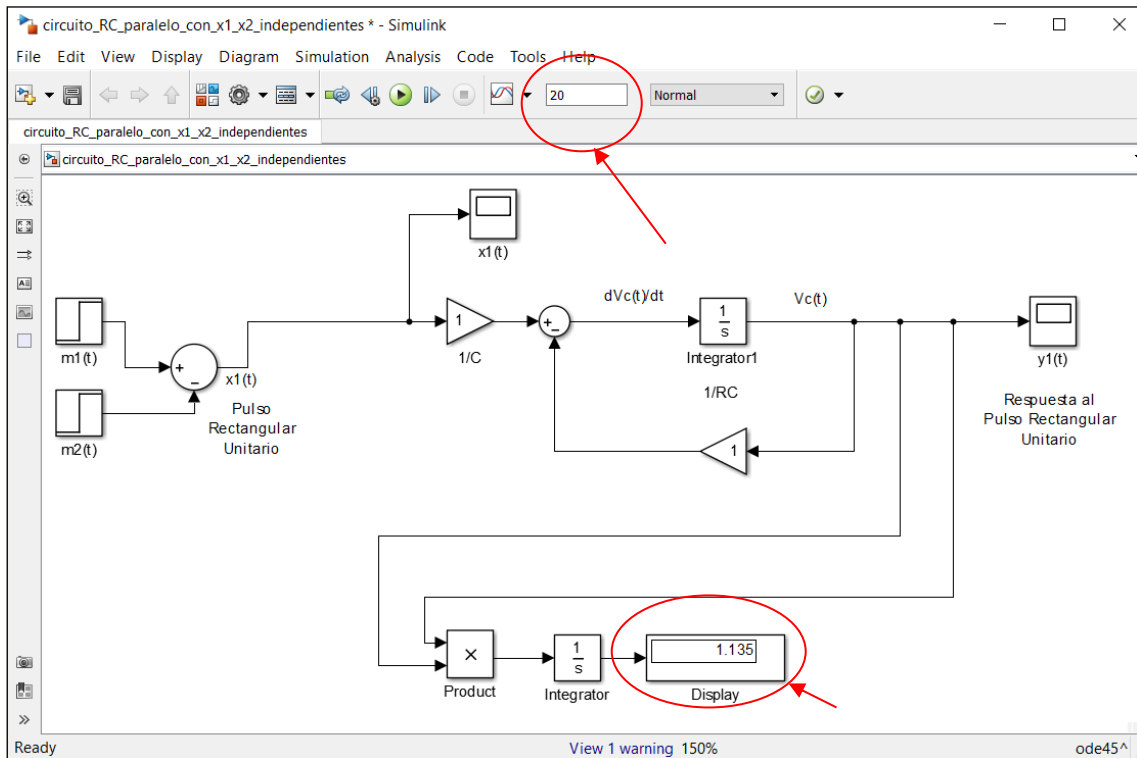 circuito_RC_paralelo_con_x1_x2_independientes * - Simulink
File Edit View Display Diagram Simulation Analysis Code Tools Help
20 Normal
circuito_RC_paralelo_con_x1_x2_independientes
circuito_RC_paralelo_con_x1_x2_independientes
x1(t)
dVc(t)/dt
Vc(t)
m1(t)
+
-
x1(t)
m2(t)
Pulso
Rectangular
Unitario
1
1/C
+
-
1
s
Integrator1
1/RC
1
y1(t)
Respuesta al
Pulso Rectangular
Unitario
×
Product
1
s
Integrator
1.135
Display
Ready View 1 warning 150% ode45^